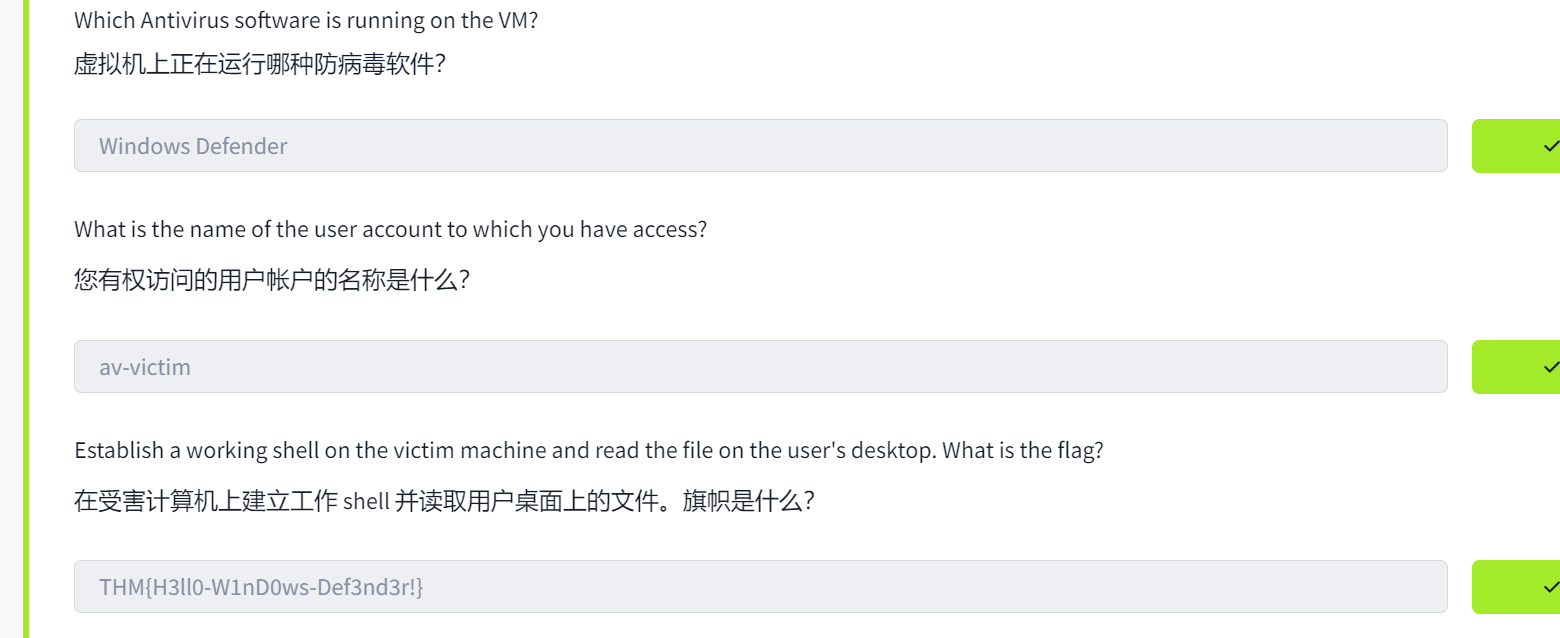 Which Antivirus software is running on the VM?
虚拟机上正在运行哪种防病毒软件？
Windows Defender
What is the name of the user account to which you have access?
您有权访问的用户帐户的名称是什么？
av-victim
Establish a working shell on the victim machine and read the file on the user's desktop. What is the flag?
在受害计算机上建立工作 shell 并读取用户桌面上的文件。旗帜是什么？
THM{H3ll0-W1nD0ws-Def3nd3r!}